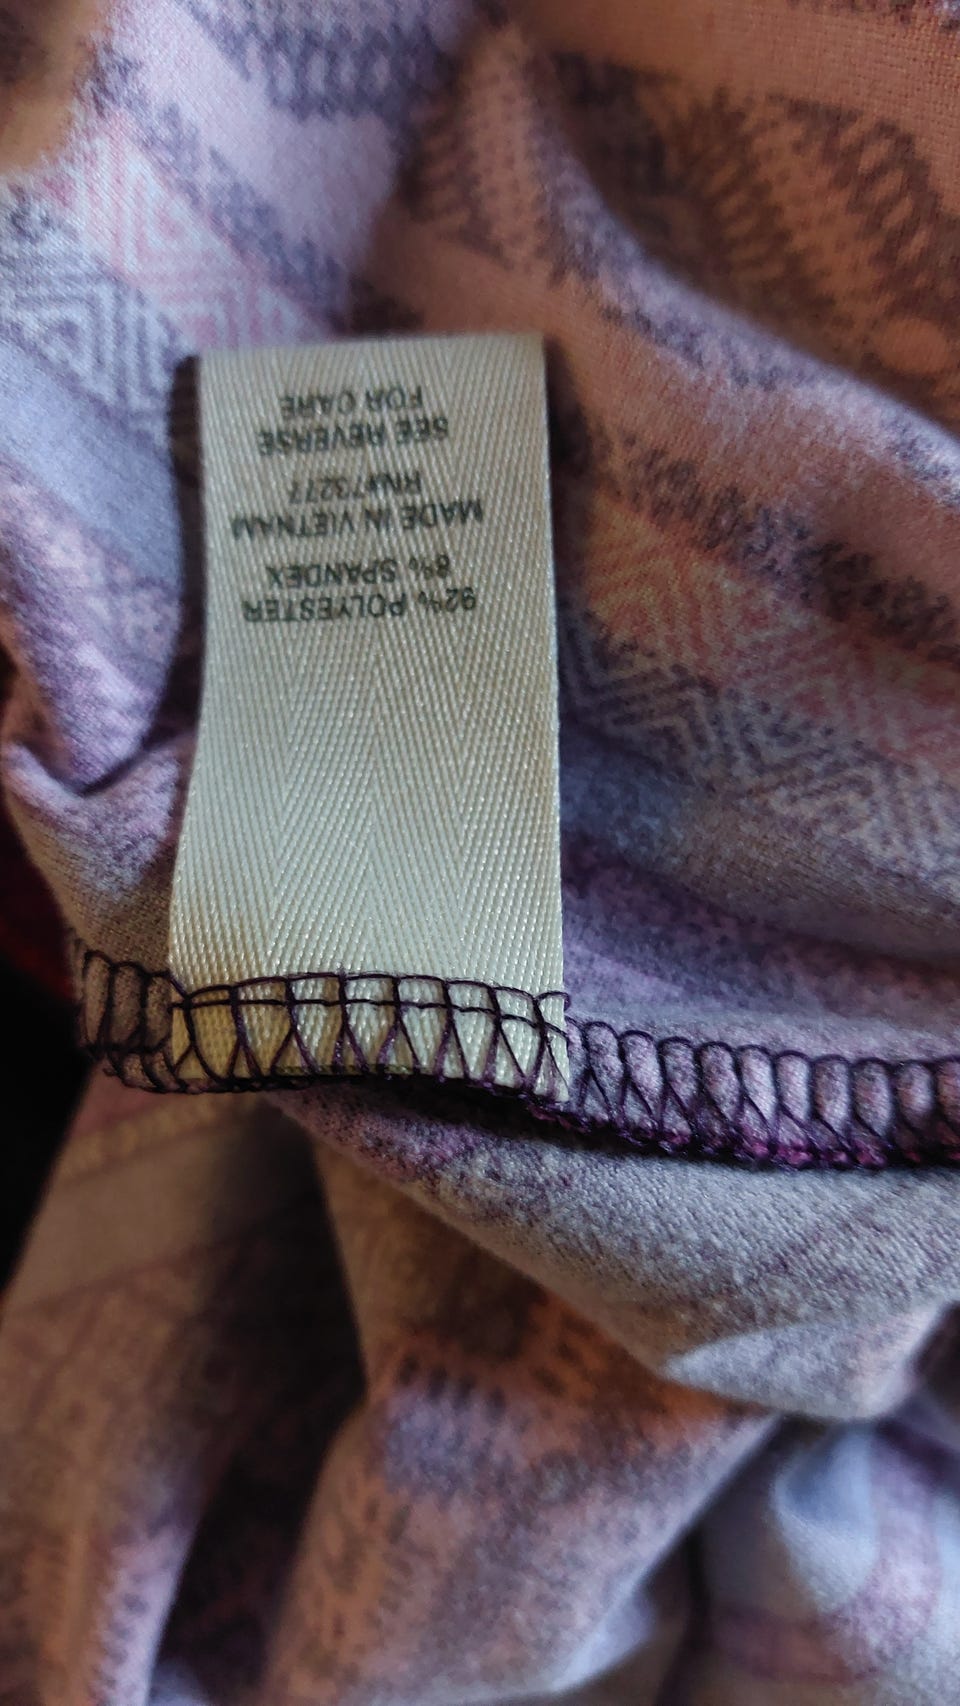 92% POLYESTER
8% SPANDEX
MADE IN VIETNAM
RN#73277
SEE REVERSE
FOR CARE